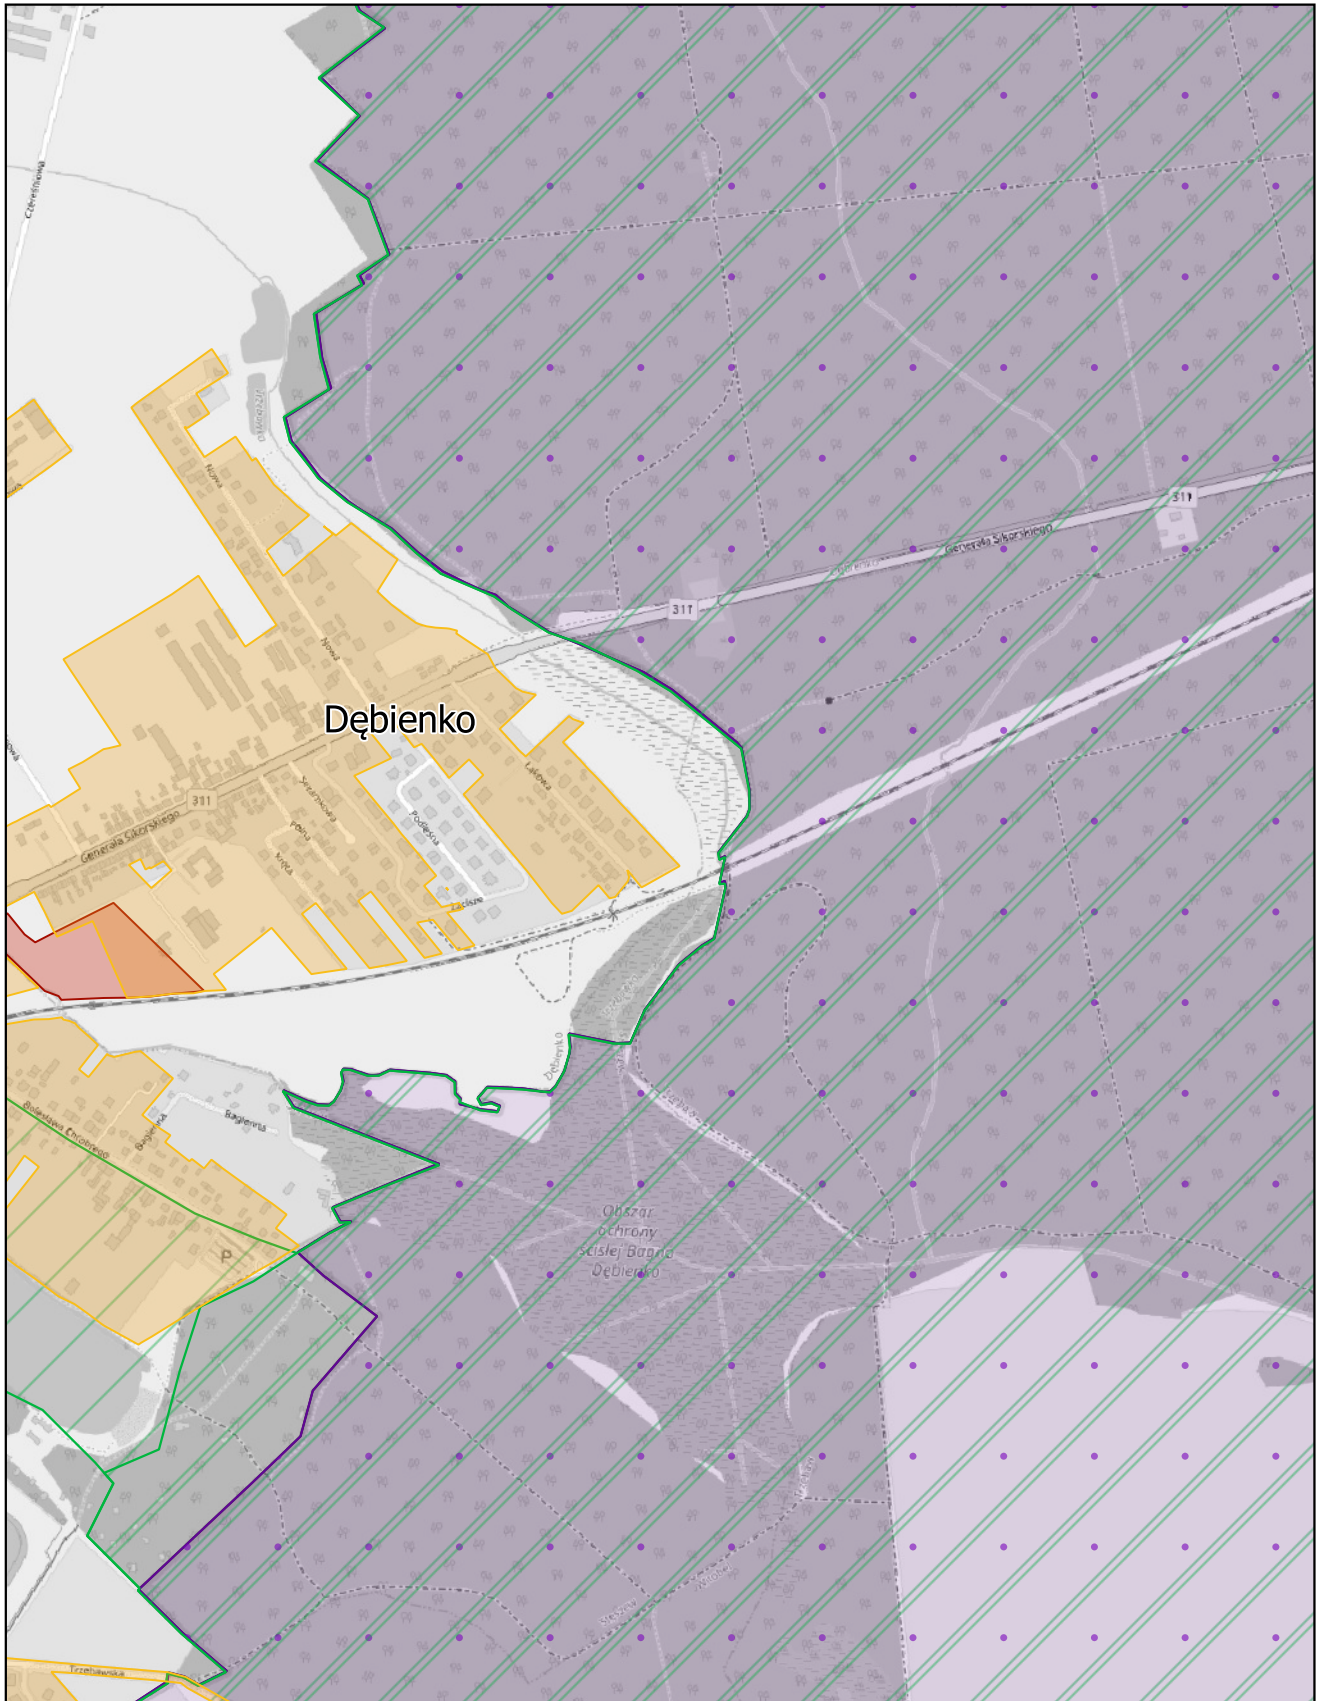 Czereśniowa
Nowa
311
Generała Sikorskiego
311
Nowa
Dębienko
Łąkowa
311
Sezamkowa
Polna
Kręta
Podleśna
Generała Sikorskiego
Zacisze
Dębienko
Bolesława Chrobrego
Bagienna
Bagienna
Obszar
ochrony
ścisłej Bagno
Dębienko
P
Trzebawska